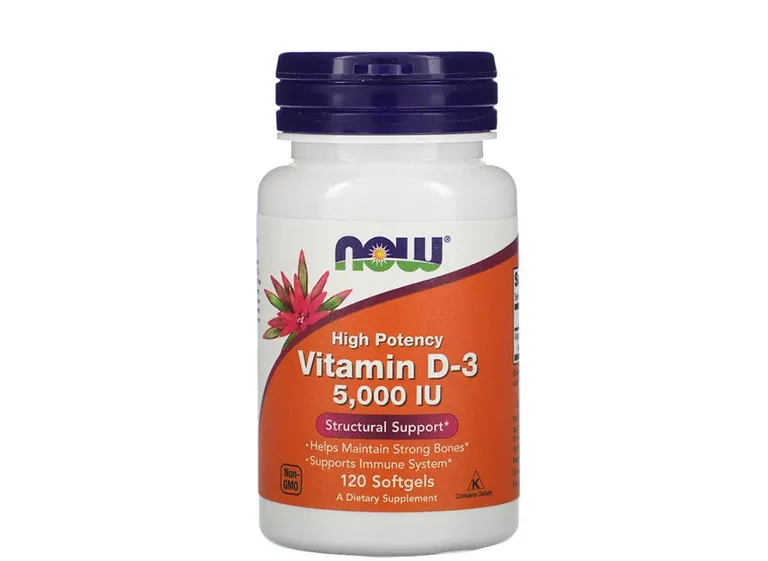 NOW®
High Potency
Vitamin D-3
5,000 IU
Structural Support*
• Helps Maintain Strong Bones*
• Supports Immune System*
120 Softgels
A Dietary Supplement
Non-
GMO
K
Contains Gelatin